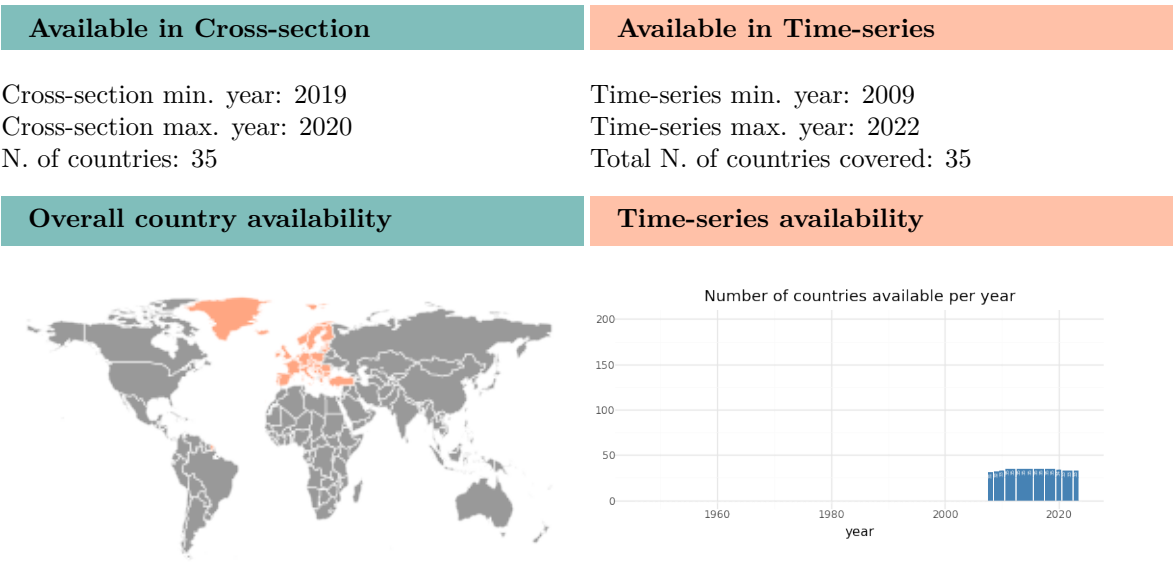 Available in Cross-section
Available in Time-series
Cross-section min. year: 2019
Cross-section max. year: 2020
N. of countries: 35
Time-series min. year: 2009
Time-series max. year: 2022
Total N. of countries covered: 35
Overall country availability
Time-series availability
Number of countries available per year
200
150
100
50
0
1960 1980 2000 2020
year